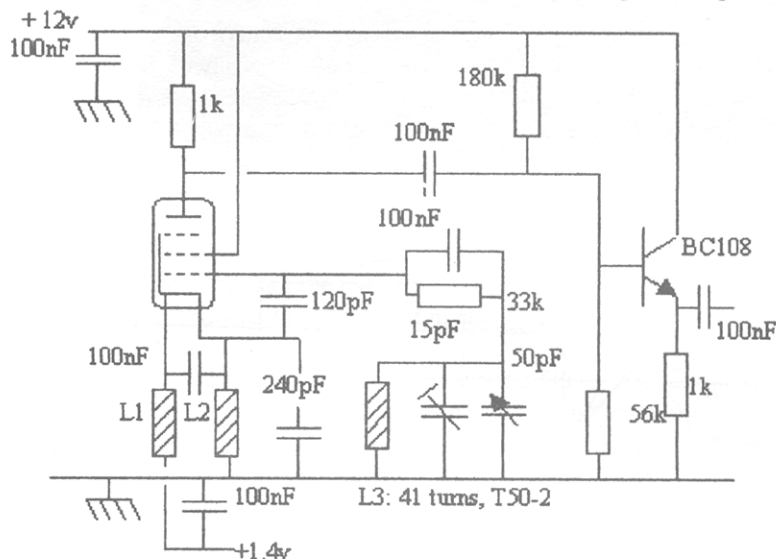 +12v
100nF
1k
180k
100nF
100nF
BC108
120pF
33k
15pF
100nF
100nF
50pF
240pF
L1
L2
1k
56k
100nF
L3: 41 turns, T50-2
+1.4v